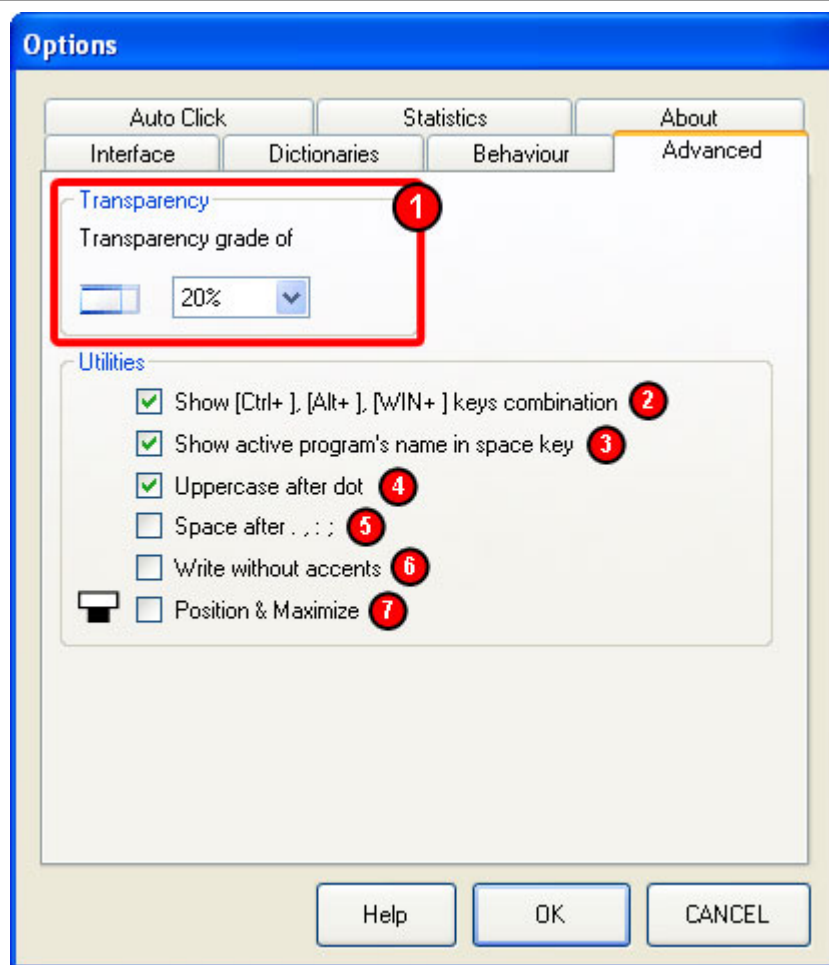 Options
Auto Click Statistics About
Interface Dictionaries Behaviour Advanced
Transparency 1
Transparency grade of
20%
Utilities
Show [Ctrl+ ], [Alt+ ], [WIN+ ] keys combination 2
Show active program's name in space key 3
Uppercase after dot 4
Space after . , : ; 5
Write without accents 6
Position & Maximize 7
Help OK CANCEL